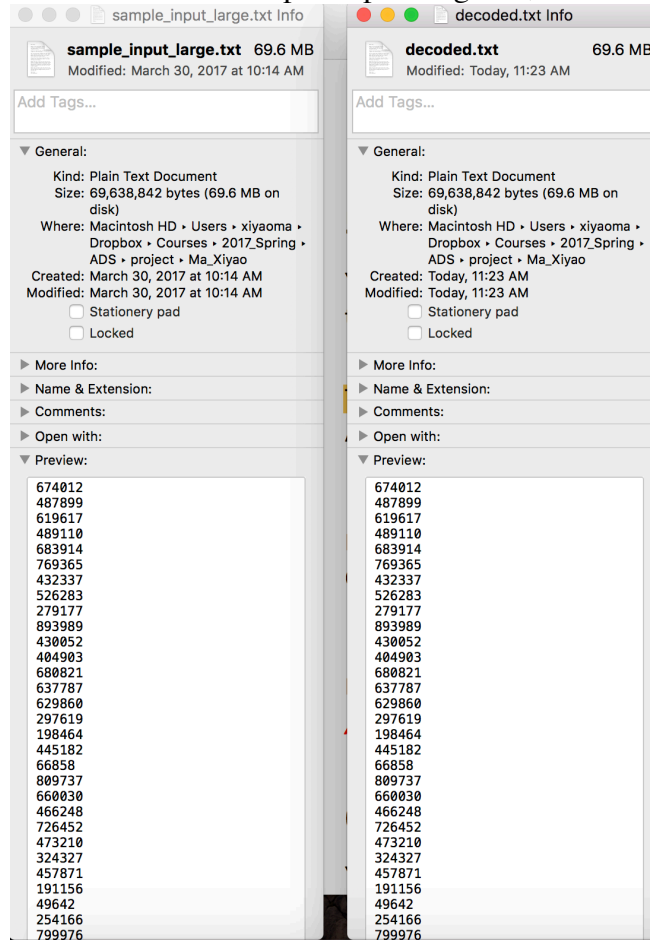 sample_input_large.txt Info
sample_input_large.txt 69.6 MB
Modified: March 30, 2017 at 10:14 AM
Add Tags...
General:
Kind: Plain Text Document
Size: 69,638,842 bytes (69.6 MB on
disk)
Where: Macintosh HD ▸ Users ▸ xiyaoma ▸
Dropbox ▸ Courses ▸ 2017_Spring ▸
ADS ▸ project ▸ Ma_Xiyao
Created: March 30, 2017 at 10:14 AM
Modified: March 30, 2017 at 10:14 AM
Stationery pad
Locked
More Info:
Name & Extension:
Comments:
Open with:
Preview:
674012
487899
619617
489110
683914
769365
432337
526283
279177
893989
430052
404903
680821
637787
629860
297619
198464
445182
66858
809737
660030
466248
726452
473210
324327
457871
191156
49642
254166
799976
decoded.txt Info
decoded.txt 69.6 MB
Modified: Today, 11:23 AM
Add Tags...
General:
Kind: Plain Text Document
Size: 69,638,842 bytes (69.6 MB on
disk)
Where: Macintosh HD ▸ Users ▸ xiyaoma ▸
Dropbox ▸ Courses ▸ 2017_Spring ▸
ADS ▸ project ▸ Ma_Xiyao
Created: Today, 11:23 AM
Modified: Today, 11:23 AM
Stationery pad
Locked
More Info:
Name & Extension:
Comments:
Open with:
Preview:
674012
487899
619617
489110
683914
769365
432337
526283
279177
893989
430052
404903
680821
637787
629860
297619
198464
445182
66858
809737
660030
466248
726452
473210
324327
457871
191156
49642
254166
799976